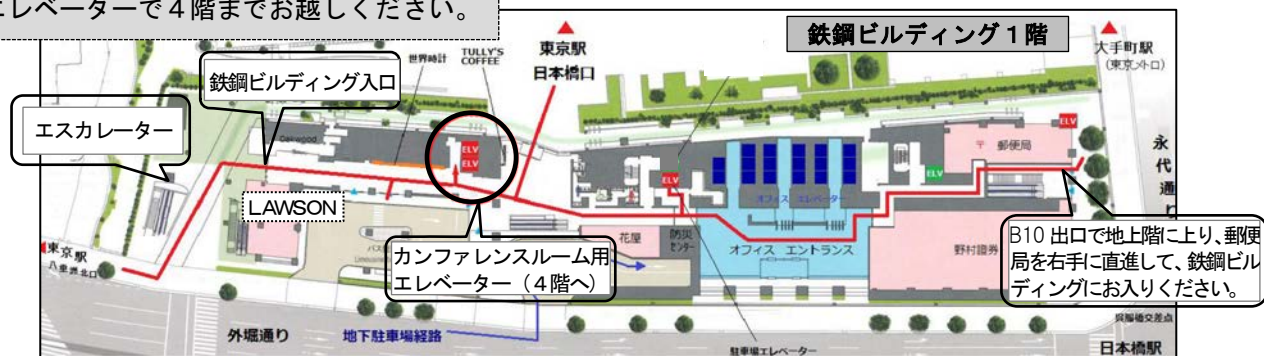 エレベーターで４階までお越しください。
鉄鋼ビルディング１階
東京駅
日本橋口
大手町駅
（東京メトロ）
世界時計
TULLY'S
COFFEE
鉄鋼ビルディング入口
エスカレーター
Oakwood
ELV
ELV
ELV
ELV
ELV
〒 郵便局
永代通り
オフィス エレベーター
LAWSON
花屋
防災
センター
オフィス エントランス
野村證券
カンファレンスルーム用
エレベーター（４階へ）
B10 出口で地上階に上り、郵便
局を右手に直進して、鉄鋼ビル
ディングにお入りください。
東京駅
八重洲北口
外堀通り
地下駐車場経路
駐車場エレベーター
呉服橋交差点
日本橋駅